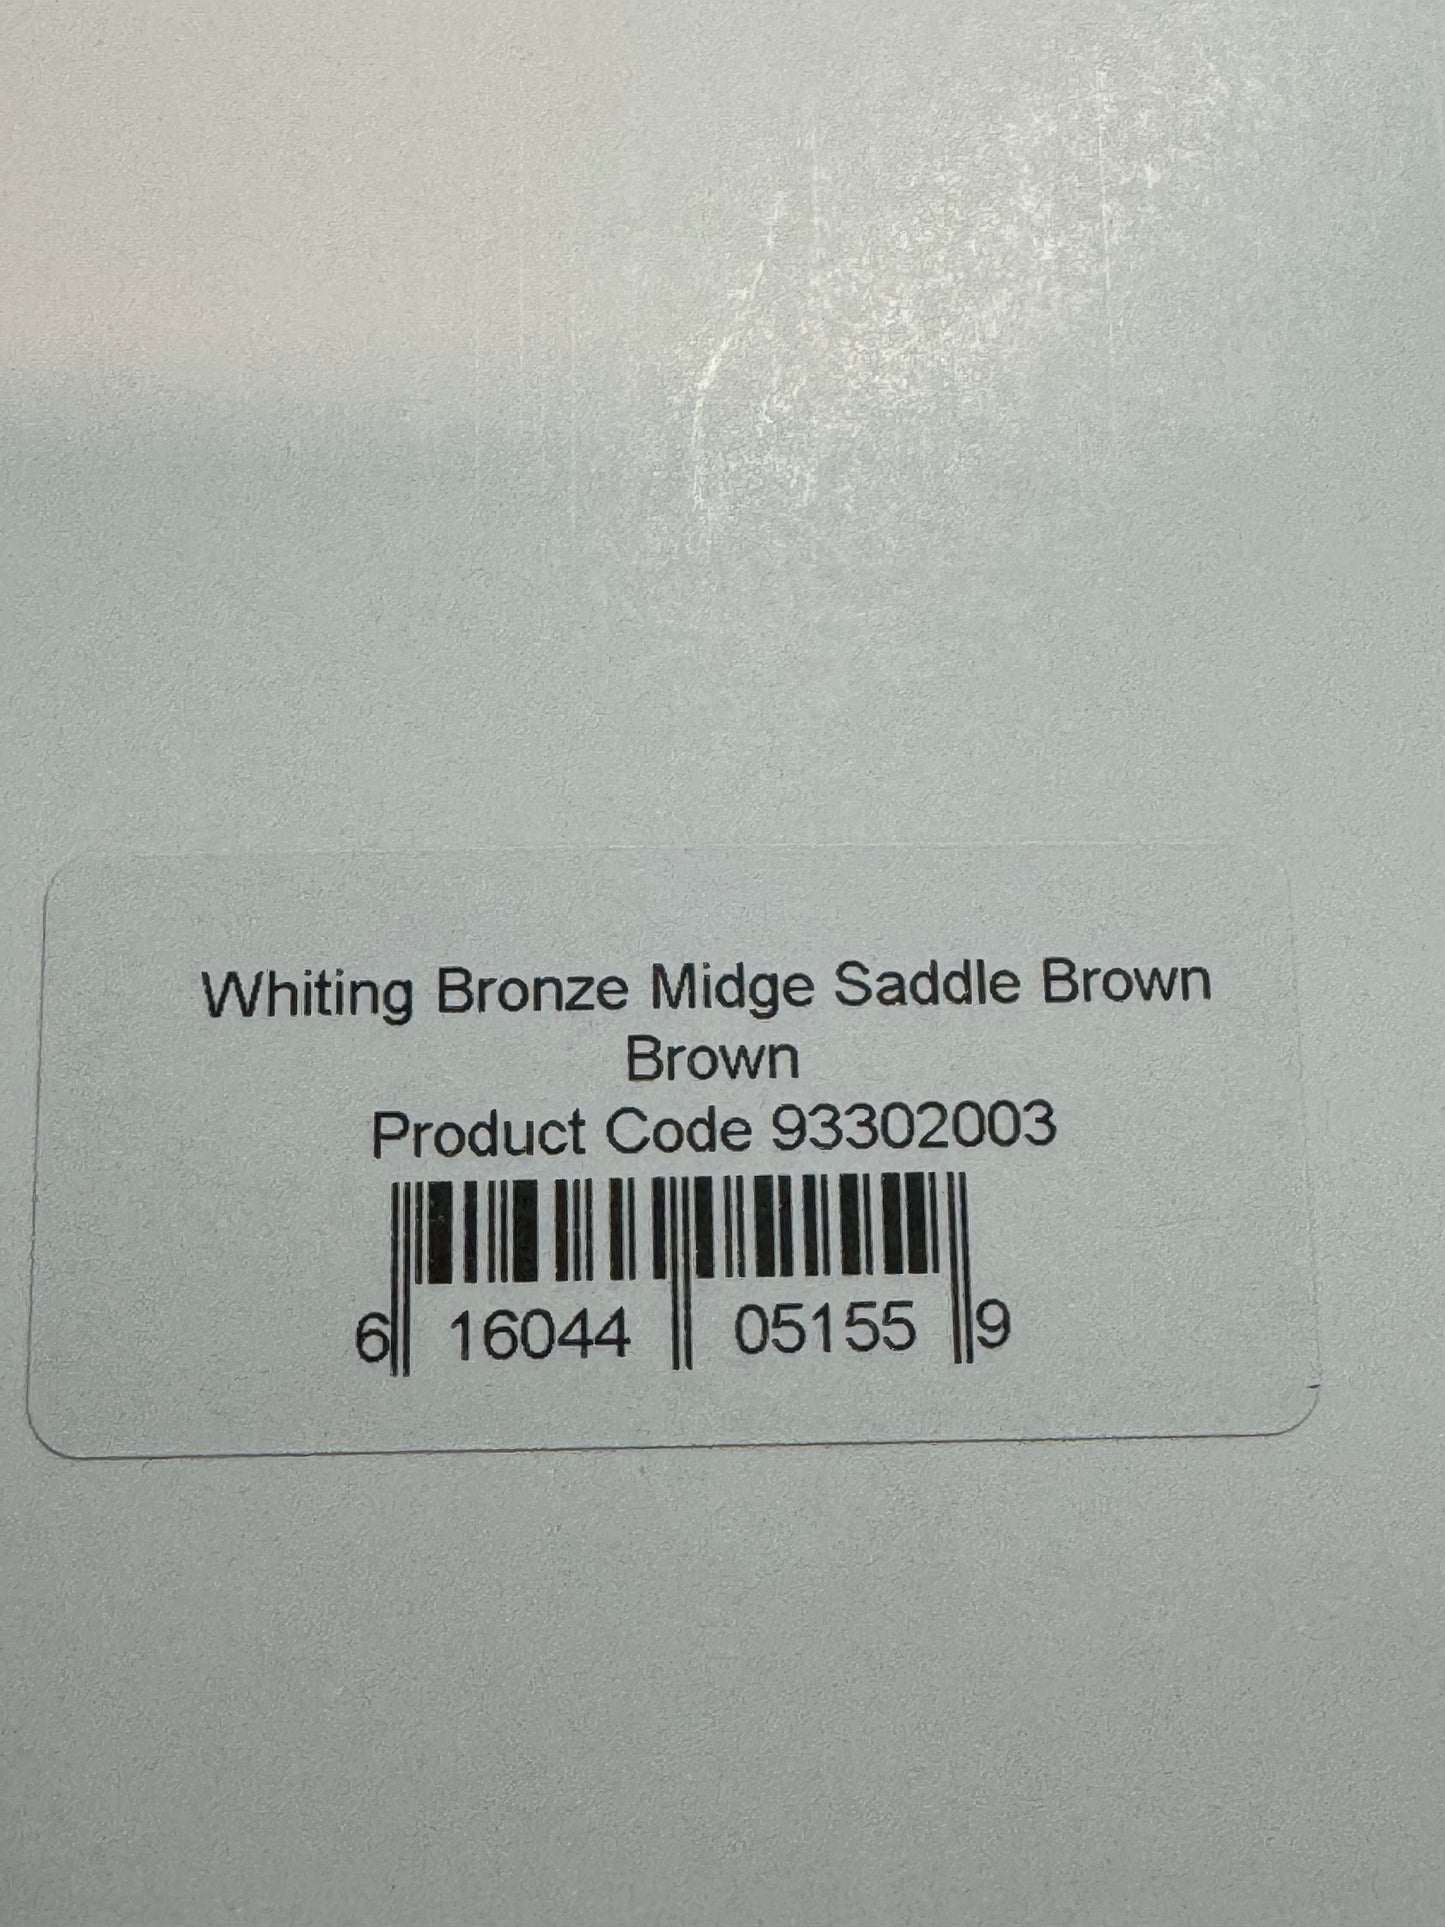 Whiting Bronze Midge Saddle Brown
Brown
Product Code 93302003
6 16044 05155 9